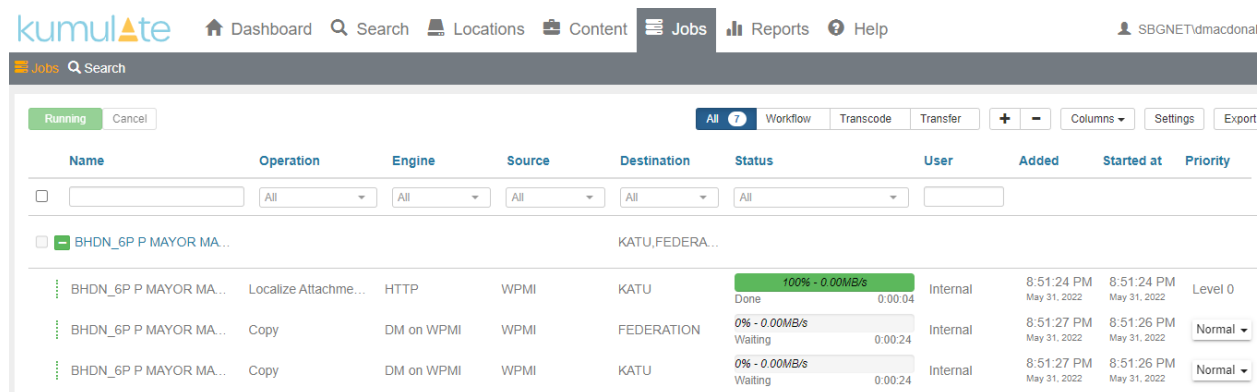 kumulate Dashboard Search Locations Content Jobs Reports Help SBGNET\dmacdonal
Jobs Search
Running Cancel All 7 Workflow Transcode Transfer + − Columns Settings Export
Name Operation Engine Source Destination Status User Added Started at Priority
All All All All All
BHDN_6P P MAYOR MA... KATU,FEDERA...
BHDN_6P P MAYOR MA... Localize Attachme... HTTP WPMI KATU 100% - 0.00MB/s Internal 8:51:24 PM 8:51:24 PM Level 0
Done 0:00:04 May 31, 2022 May 31, 2022
BHDN_6P P MAYOR MA... Copy DM on WPMI WPMI FEDERATION 0% - 0.00MB/s Internal 8:51:27 PM 8:51:26 PM Normal
Waiting 0:00:24 May 31, 2022 May 31, 2022
BHDN_6P P MAYOR MA... Copy DM on WPMI WPMI KATU 0% - 0.00MB/s Internal 8:51:27 PM 8:51:26 PM Normal
Waiting 0:00:24 May 31, 2022 May 31, 2022